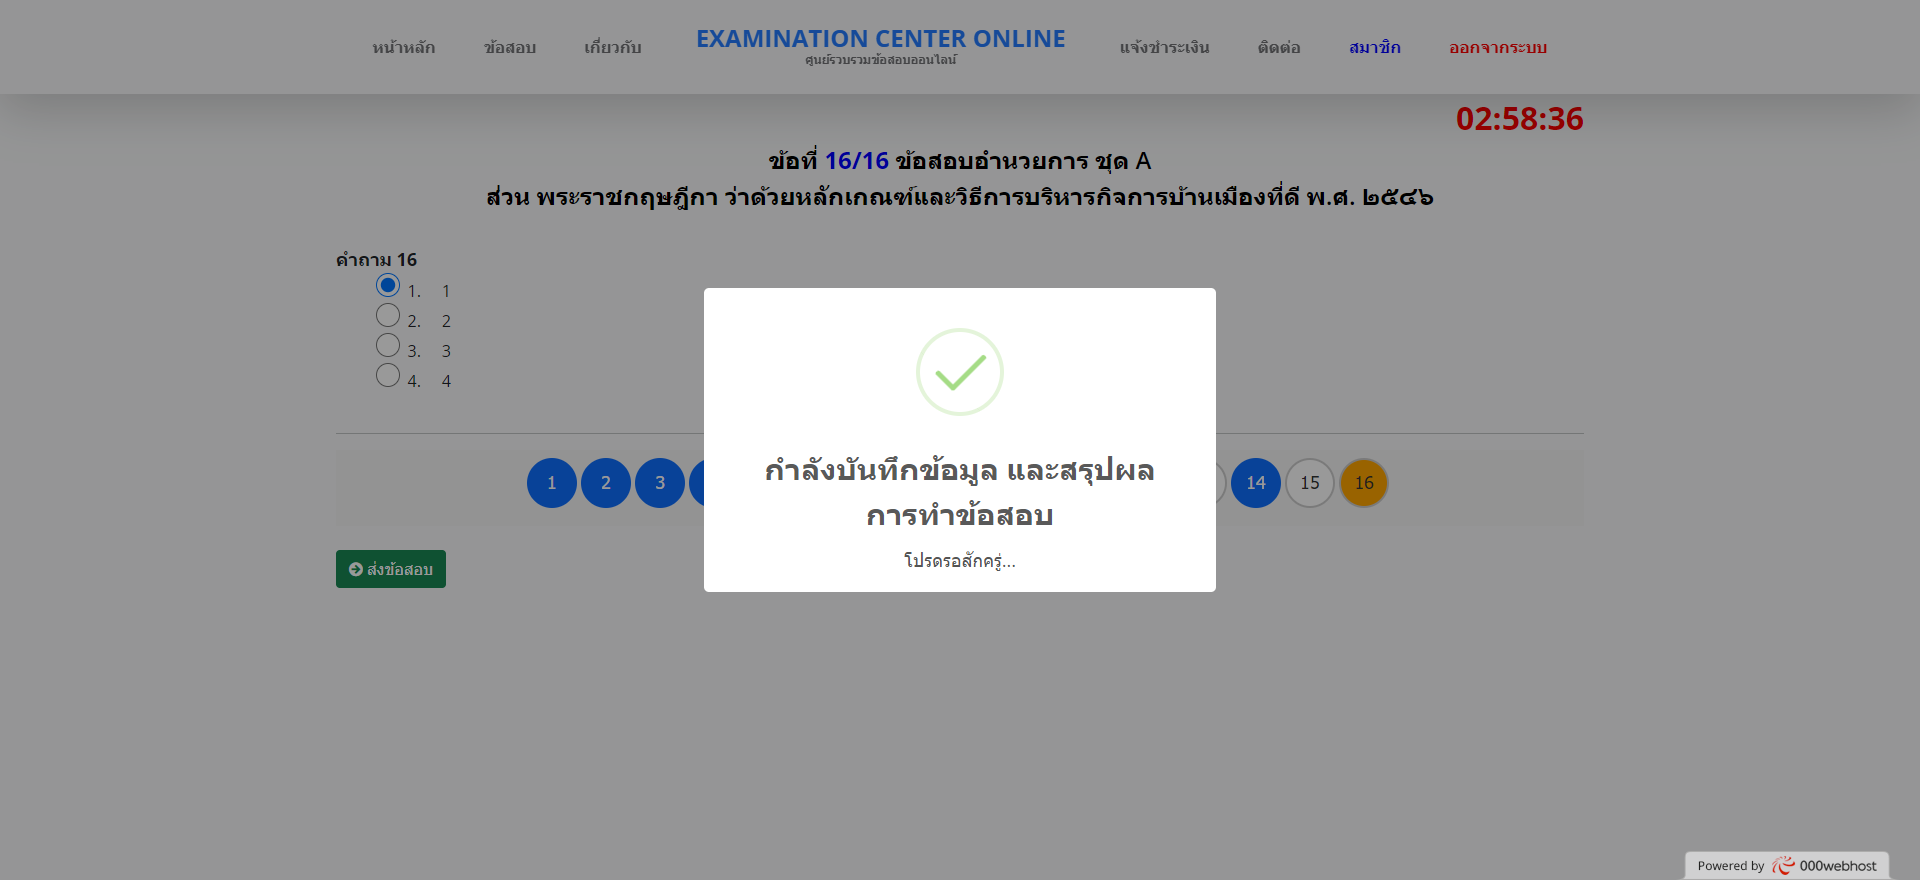 หน้าหลัก ข้อสอบ เกี่ยวกับ EXAMINATION CENTER ONLINE แจ้งชำระเงิน ติดต่อ สมาชิก ออกจากระบบ
ศูนย์รวบรวมข้อสอบออนไลน์
02:58:36
ข้อที่ 16/16 ข้อสอบอำนวยการ ชุด A
ส่วน พระราชกฤษฎีกา ว่าด้วยหลักเกณฑ์และวิธีการบริหารกิจการบ้านเมืองที่ดี พ.ศ. ๒๕๔๖
คำถาม 16
1. 1
2. 2
3. 3
4. 4
กำลังบันทึกข้อมูล และสรุปผล
การทำข้อสอบ
โปรดรอสักครู่...
1 2 3 14 15 16
ส่งข้อสอบ
Powered by 000webhost